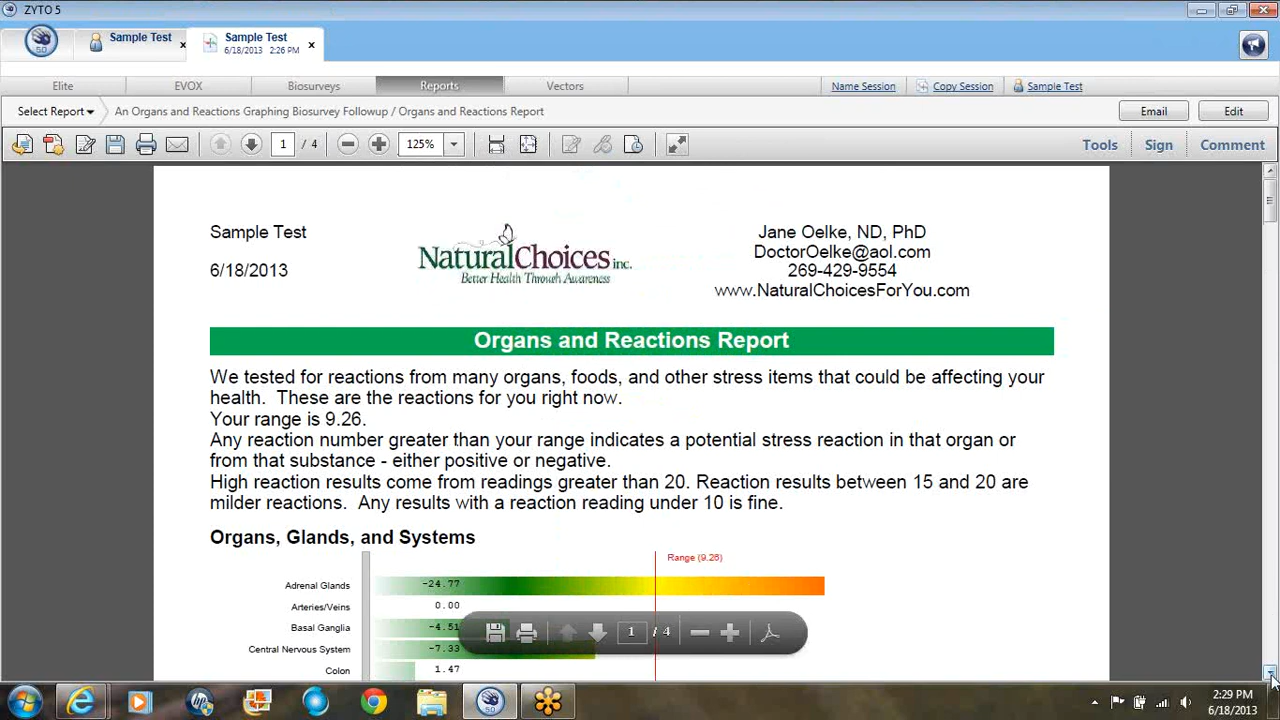 ZYTO 5
Sample Test x
Sample Test x
6/18/2013 2:26 PM
Elite EVOX Biosurveys Reports Vectors Name Session Copy Session Sample Test
Select Report An Organs and Reactions Graphing Biosurvey Followup / Organs and Reactions Report Email Edit
1 / 4 125% Tools Sign Comment
Sample Test
6/18/2013
NaturalChoices inc.
Better Health Through Awareness
Jane Oelke, ND, PhD
DoctorOelke@aol.com
269-429-9554
www.NaturalChoicesForYou.com
Organs and Reactions Report
We tested for reactions from many organs, foods, and other stress items that could be affecting your
health. These are the reactions for you right now.
Your range is 9.26.
Any reaction number greater than your range indicates a potential stress reaction in that organ or
from that substance - either positive or negative.
High reaction results come from readings greater than 20. Reaction results between 15 and 20 are
milder reactions. Any results with a reaction reading under 10 is fine.
Organs, Glands, and Systems
Range (9.26)
Adrenal Glands -24.77
Arteries/Veins 0.00
Basal Ganglia -4.51
Central Nervous System -7.33
Colon 1.47
1 / 4
2:29 PM
6/18/2013